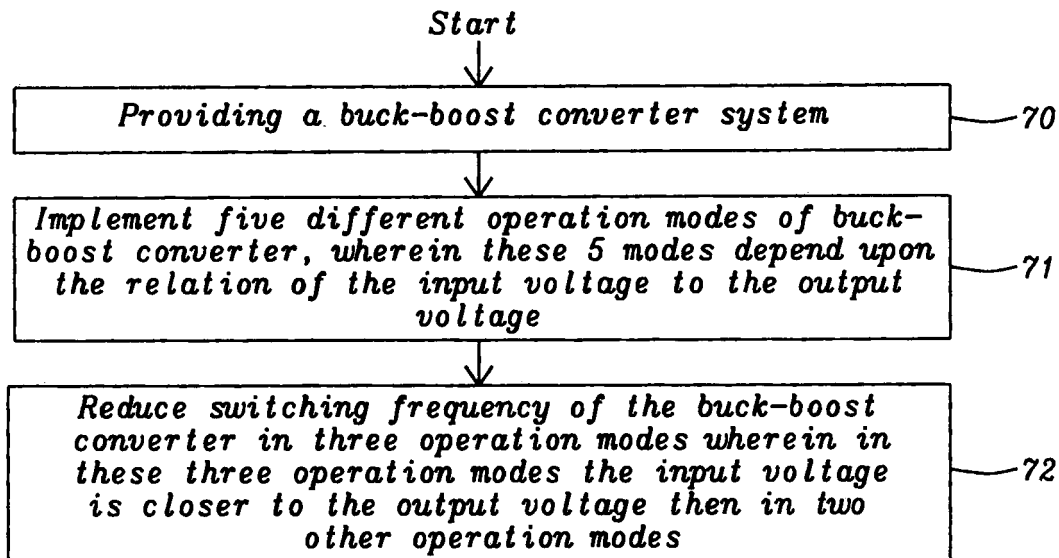 Start
Providing a buck-boost converter system
70
Implement five different operation modes of buck-
boost converter, wherein these 5 modes depend upon
the relation of the input voltage to the output
voltage
71
Reduce switching frequency of the buck-boost
converter in three operation modes wherein in
these three operation modes the input voltage
is closer to the output voltage then in two
other operation modes
72